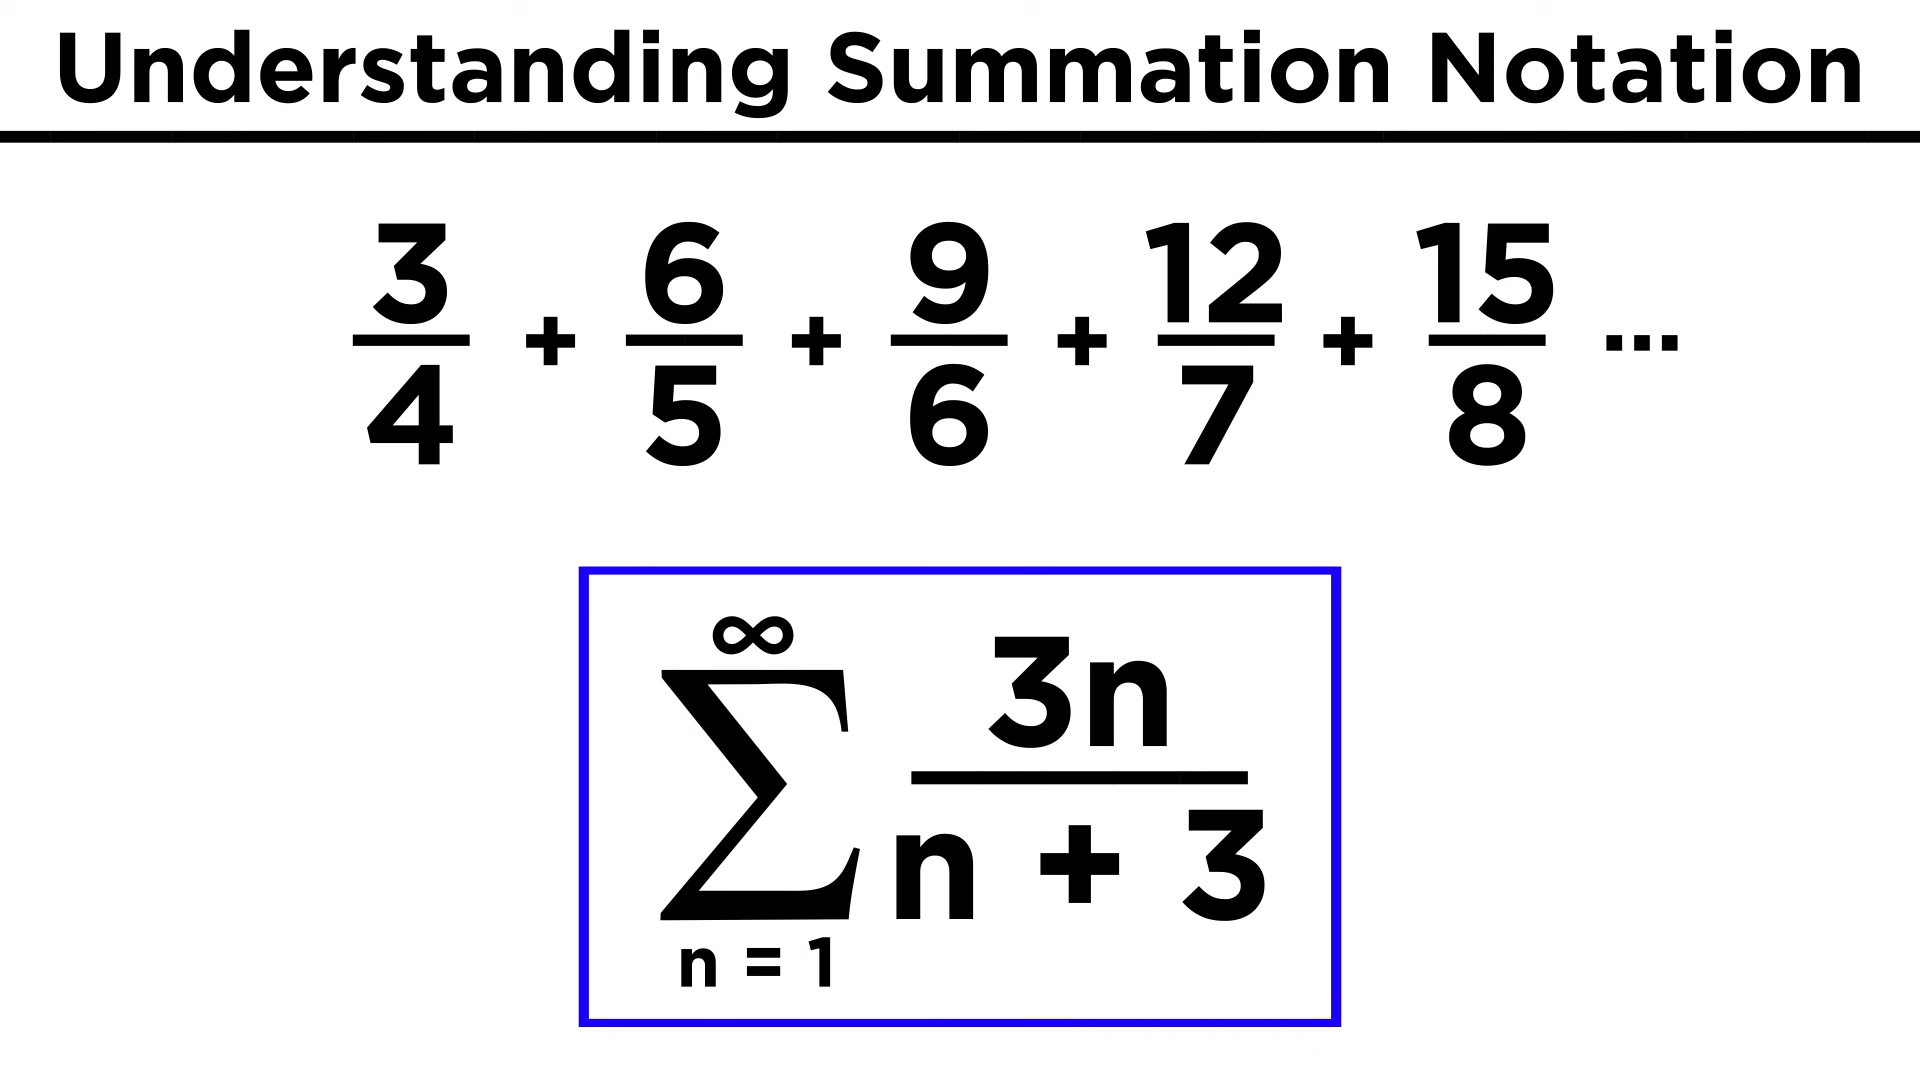 Understanding Summation Notation
3 6 9 12 15
+ + + + ...
4 5 6 7 8
∞
3n
∑
n + 3
n = 1